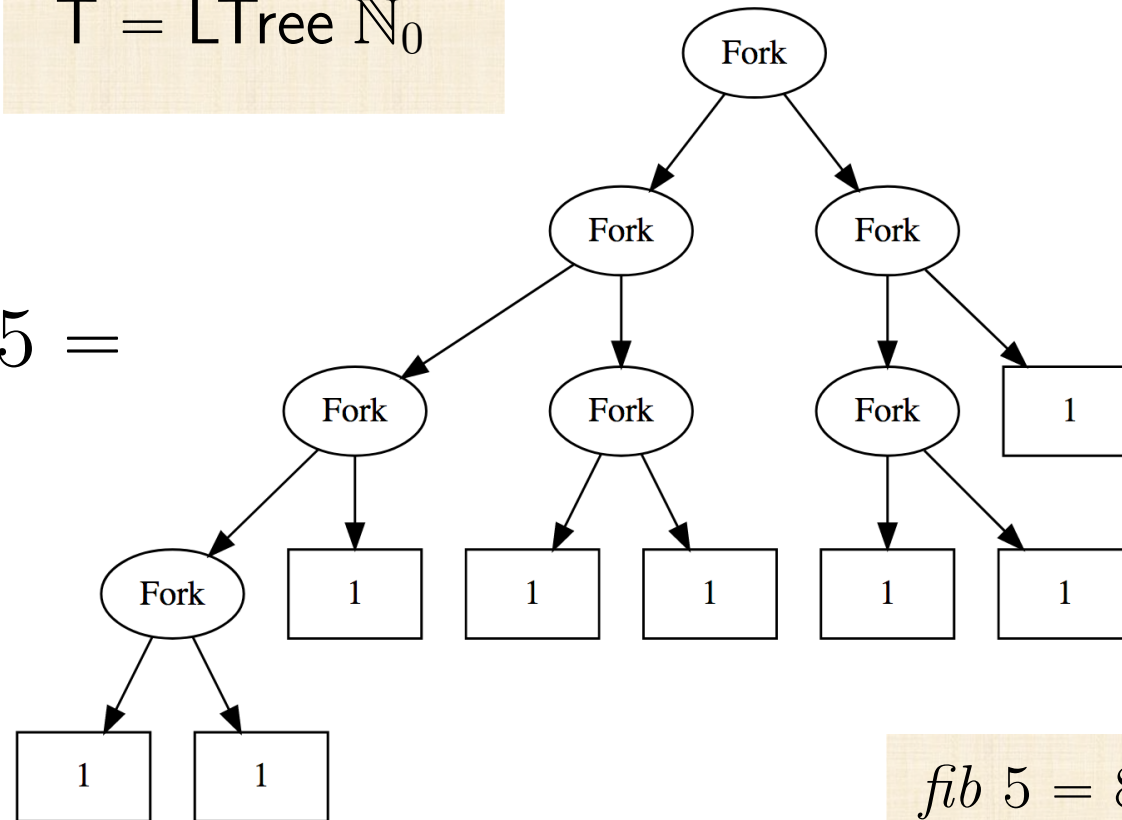 T = LTree ℕ₀
Fork
Fork Fork
5 =
Fork Fork Fork 1
Fork 1 1 1 1 1
1 1
fib 5 = 8